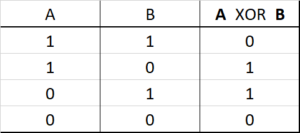 A B A XOR B
1 1 0
1 0 1
0 1 1
0 0 0